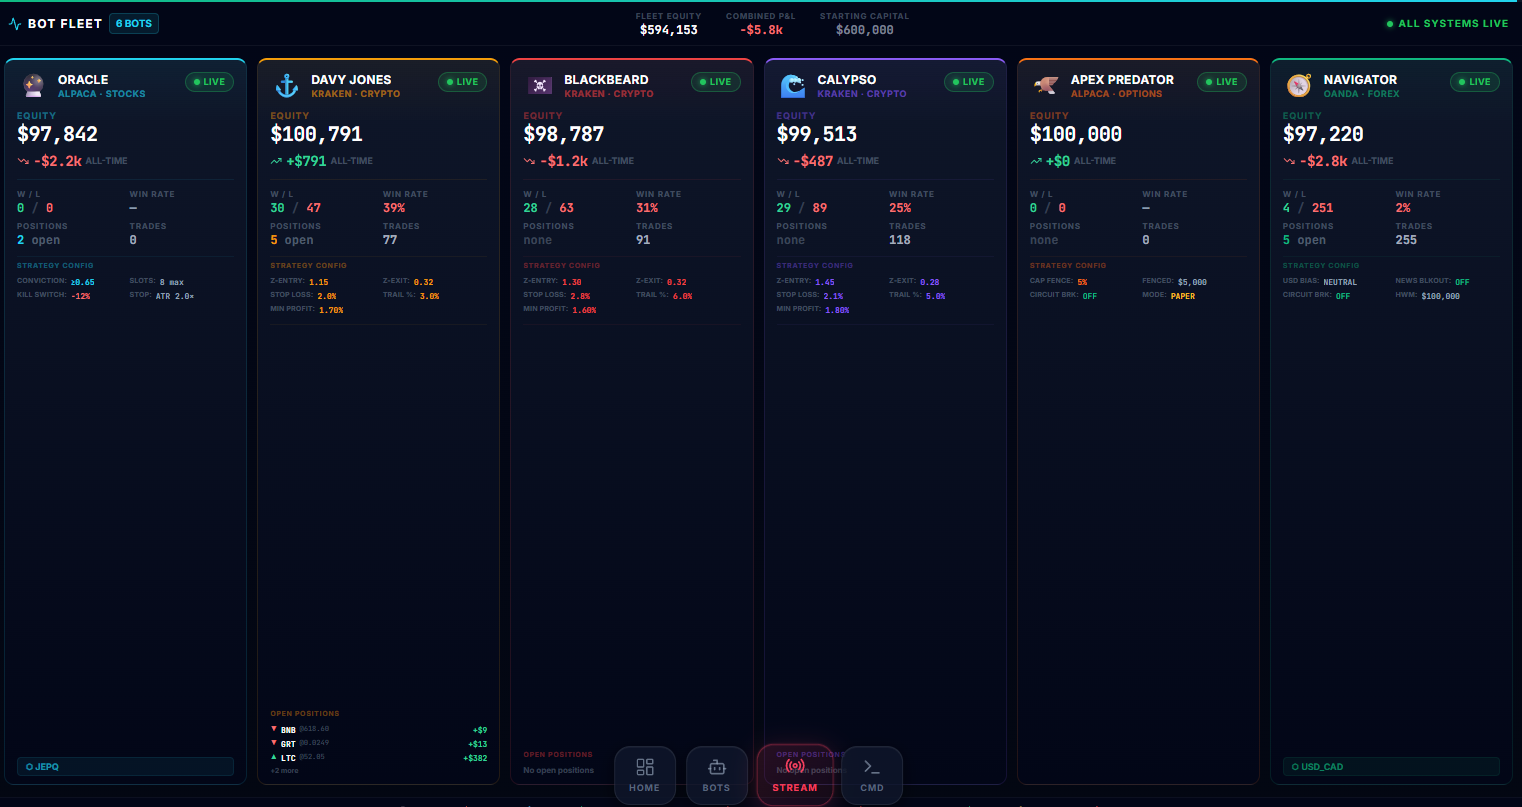 BOT FLEET 6 BOTS
FLEET EQUITY COMBINED P&L STARTING CAPITAL
$594,153 -$5.8k $600,000
ALL SYSTEMS LIVE
ORACLE
ALPACA · STOCKS
LIVE
EQUITY
$97,842
-$2.2k ALL-TIME
W / L WIN RATE
0 / 0 —
POSITIONS TRADES
2 open 0
STRATEGY CONFIG
CONVICTION: ≥0.65 SLOTS: 8 max
KILL SWITCH: -12% STOP: ATR 2.0×
JEPQ
DAVY JONES
KRAKEN · CRYPTO
LIVE
EQUITY
$100,791
+$791 ALL-TIME
W / L WIN RATE
30 / 47 39%
POSITIONS TRADES
5 open 77
STRATEGY CONFIG
Z-ENTRY: 1.15 Z-EXIT: 0.32
STOP LOSS: 2.0% TRAIL %: 3.0%
MIN PROFIT: 1.70%
OPEN POSITIONS
▼ BNB @618.60 +$9
▼ GRT @0.0249 +$13
▲ LTC @52.85 +$382
+2 more
BLACKBEARD
KRAKEN · CRYPTO
LIVE
EQUITY
$98,787
-$1.2k ALL-TIME
W / L WIN RATE
28 / 63 31%
POSITIONS TRADES
none 91
STRATEGY CONFIG
Z-ENTRY: 1.30 Z-EXIT: 0.32
STOP LOSS: 2.8% TRAIL %: 6.0%
MIN PROFIT: 1.60%
OPEN POSITIONS
No open positions
CALYPSO
KRAKEN · CRYPTO
LIVE
EQUITY
$99,513
-$487 ALL-TIME
W / L WIN RATE
29 / 89 25%
POSITIONS TRADES
none 118
STRATEGY CONFIG
Z-ENTRY: 1.45 Z-EXIT: 0.28
STOP LOSS: 2.1% TRAIL %: 5.0%
MIN PROFIT: 1.80%
OPEN POSITIONS
No open positions
APEX PREDATOR
ALPACA · OPTIONS
LIVE
EQUITY
$100,000
+$0 ALL-TIME
W / L WIN RATE
0 / 0 —
POSITIONS TRADES
none 0
STRATEGY CONFIG
CAP FENCE: 5% FENCED: $5,000
CIRCUIT BRK: OFF MODE: PAPER
NAVIGATOR
OANDA · FOREX
LIVE
EQUITY
$97,220
-$2.8k ALL-TIME
W / L WIN RATE
4 / 251 2%
POSITIONS TRADES
5 open 255
STRATEGY CONFIG
USD BIAS: NEUTRAL NEWS BLKOUT: OFF
CIRCUIT BRK: OFF HWM: $100,000
USD_CAD
HOME BOTS STREAM CMD